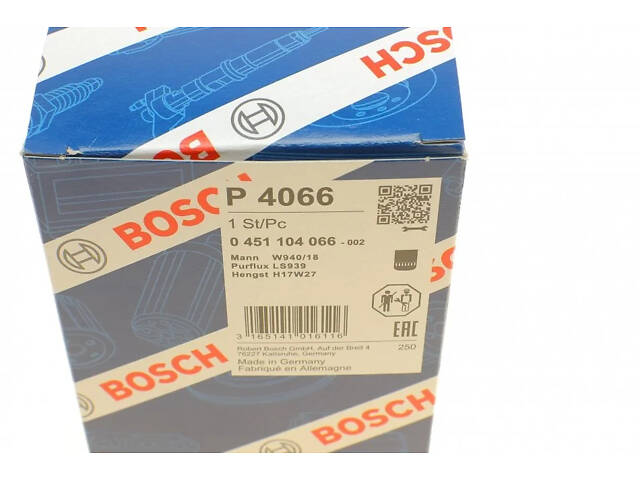 BOSCH
BOSCH
BOSCH
BOSCH
BOSCH
BOSCH
P 4066
1 St/Pc
0 451 104 066 - 002
Mann W940/18
Purflux LS939
Hengst H17W27
3 165141 016116
EAC
Robert Bosch GmbH, Auf der Breit 4
76227 Karlsruhe, Germany
250
Made in Germany
Fabriqué en Allemagne